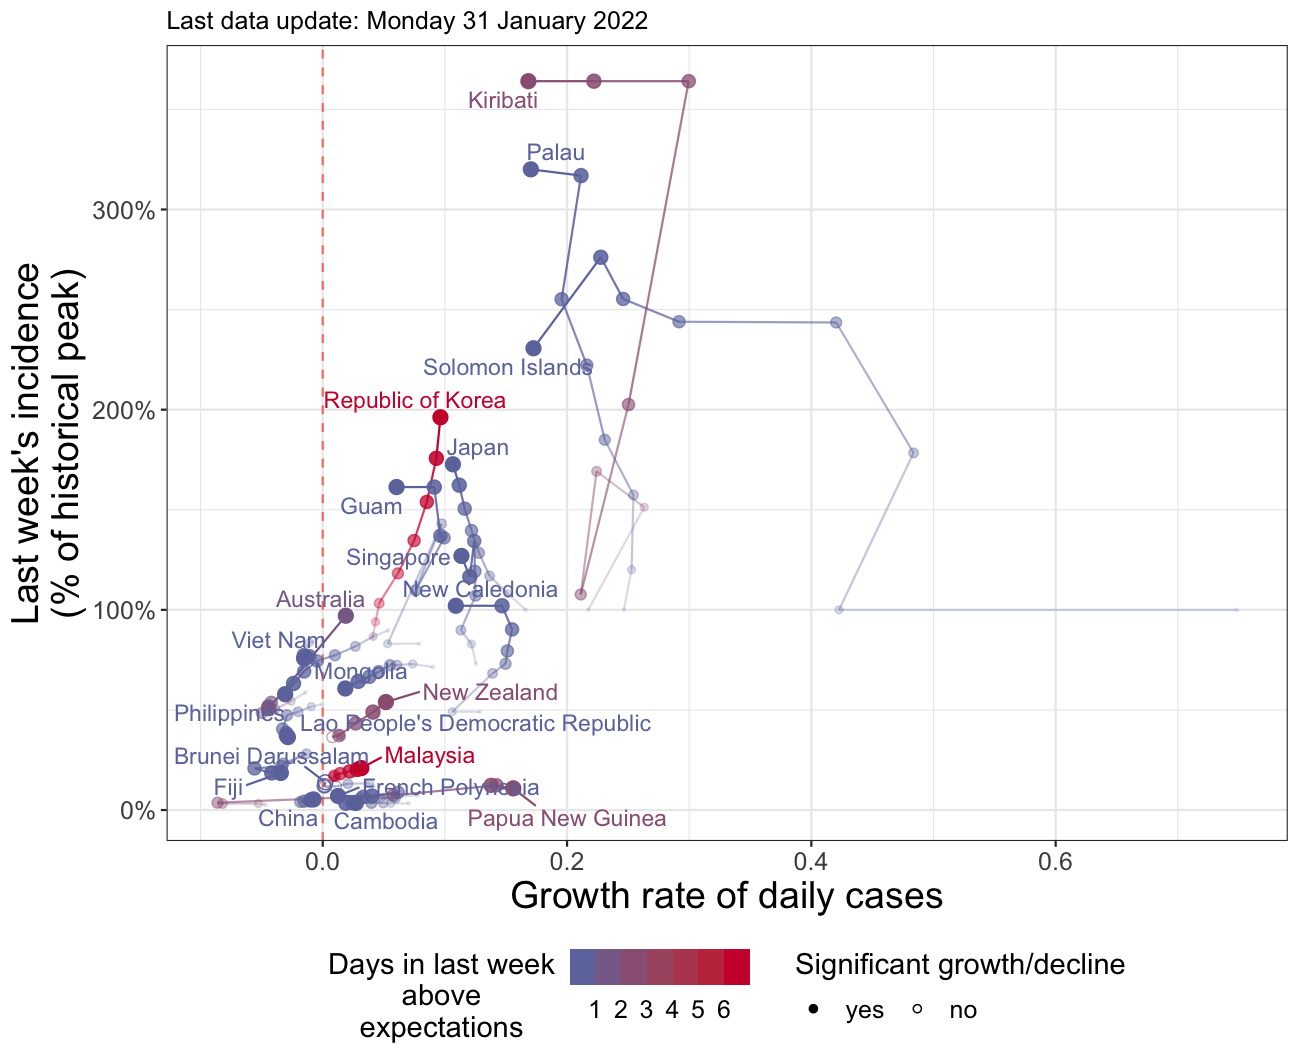 Last data update: Monday 31 January 2022
Last week's incidence
(% of historical peak)
300%
200%
100%
0%
Kiribati
Palau
Solomon Islands
Republic of Korea
Japan
Guam
Singapore
New Caledonia
Australia
Viet Nam
Mongolia
New Zealand
Philippines
Lao People's Democratic Republic
Brunei Darussalam
Malaysia
Fiji
French Polynesia
China
Cambodia
Papua New Guinea
0.0
0.2
0.4
0.6
Growth rate of daily cases
Days in last week
above
expectations
1 2 3 4 5 6
Significant growth/decline
yes
no